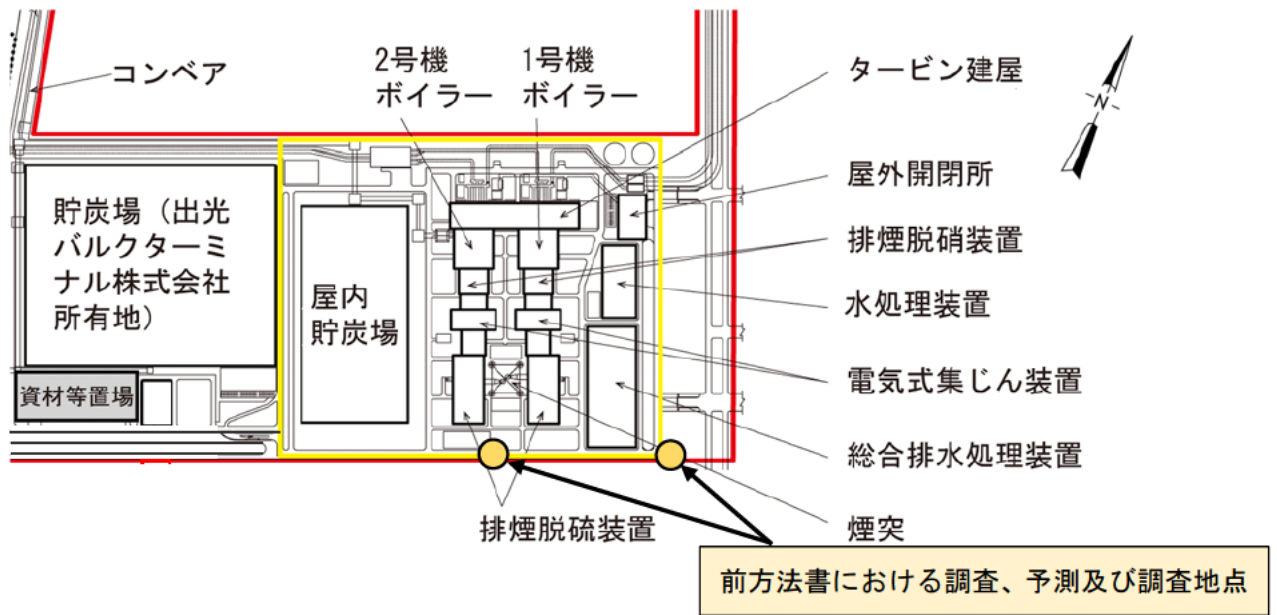 コンベア
2号機
ボイラー
1号機
ボイラー
タービン建屋
N
屋外開閉所
排煙脱硝装置
水処理装置
電気式集じん装置
総合排水処理装置
煙突
貯炭場（出光
バルクターミ
ナル株式会社
所有地）
屋内
貯炭場
資材等置場
排煙脱硫装置
前方法書における調査、予測及び調査地点